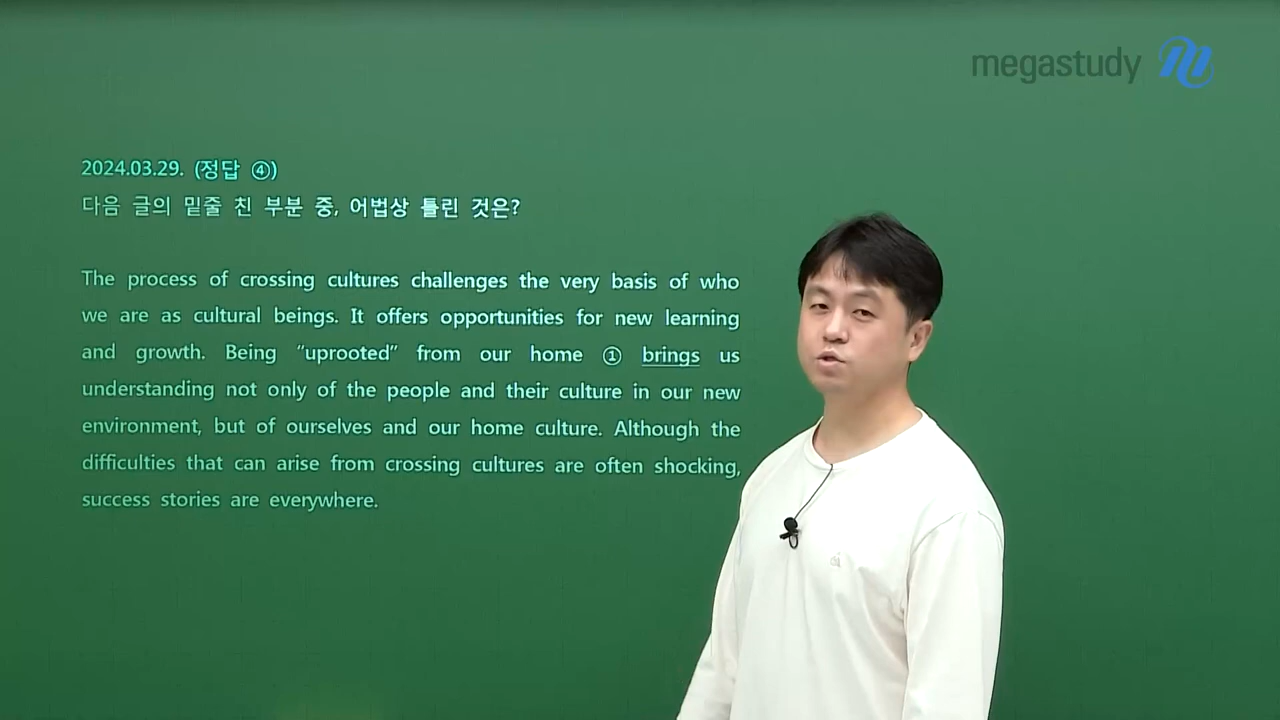 megastudy
2024.03.29. (정답 ④)
다음 글의 밑줄 친 부분 중, 어법상 틀린 것은?
The process of crossing cultures challenges the very basis of who
we are as cultural beings. It offers opportunities for new learning
and growth. Being “uprooted” from our home ① brings us
understanding not only of the people and their culture in our new
environment, but of ourselves and our home culture. Although the
difficulties that can arise from crossing cultures are often shocking,
success stories are everywhere.